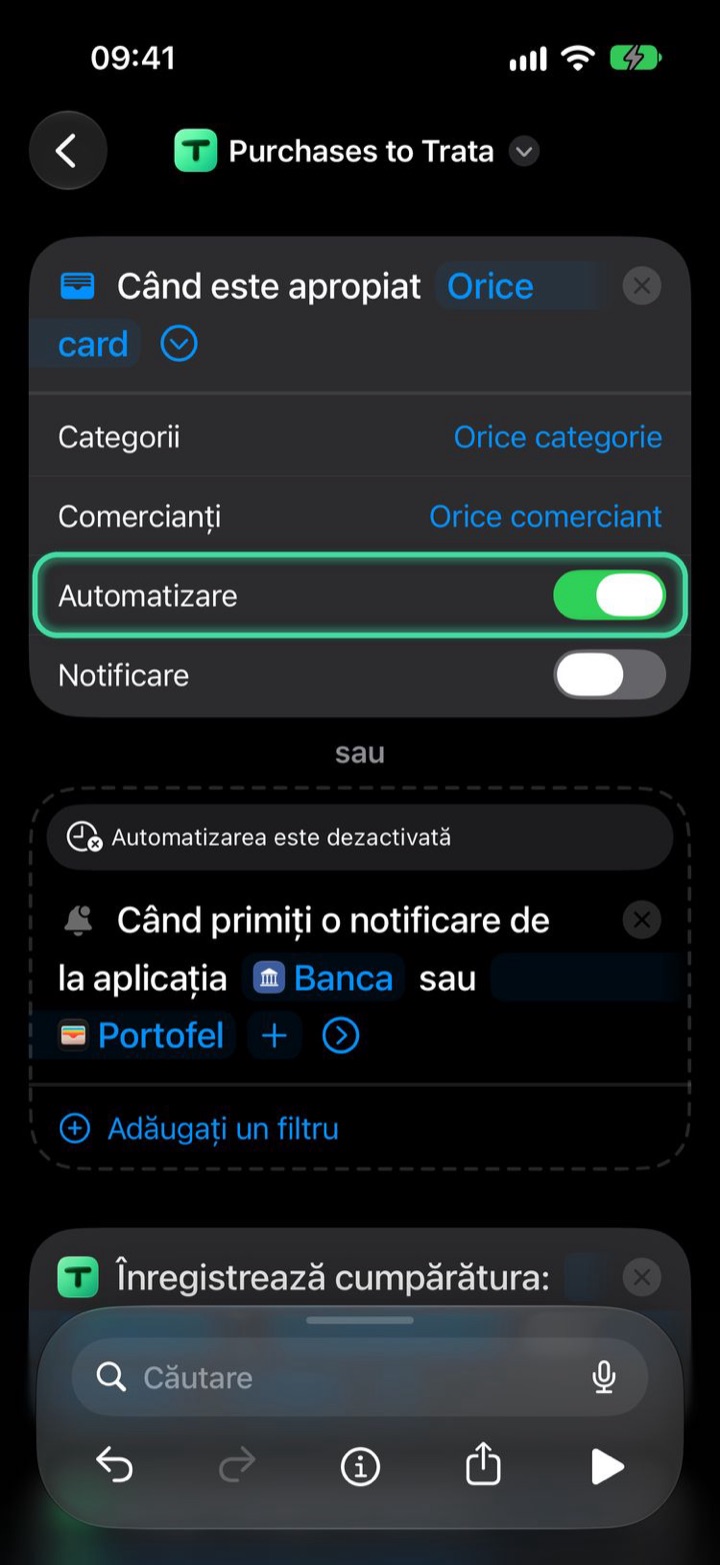 09:41
Purchases to Trata
Când este apropiat Orice
card
Categorii Orice categorie
Comercianți Orice comerciant
Automatizare
Notificare
sau
Automatizarea este dezactivată
Când primiți o notificare de
la aplicația Banca sau
Portofel
Adăugați un filtru
Înregistrează cumpărătura:
Căutare